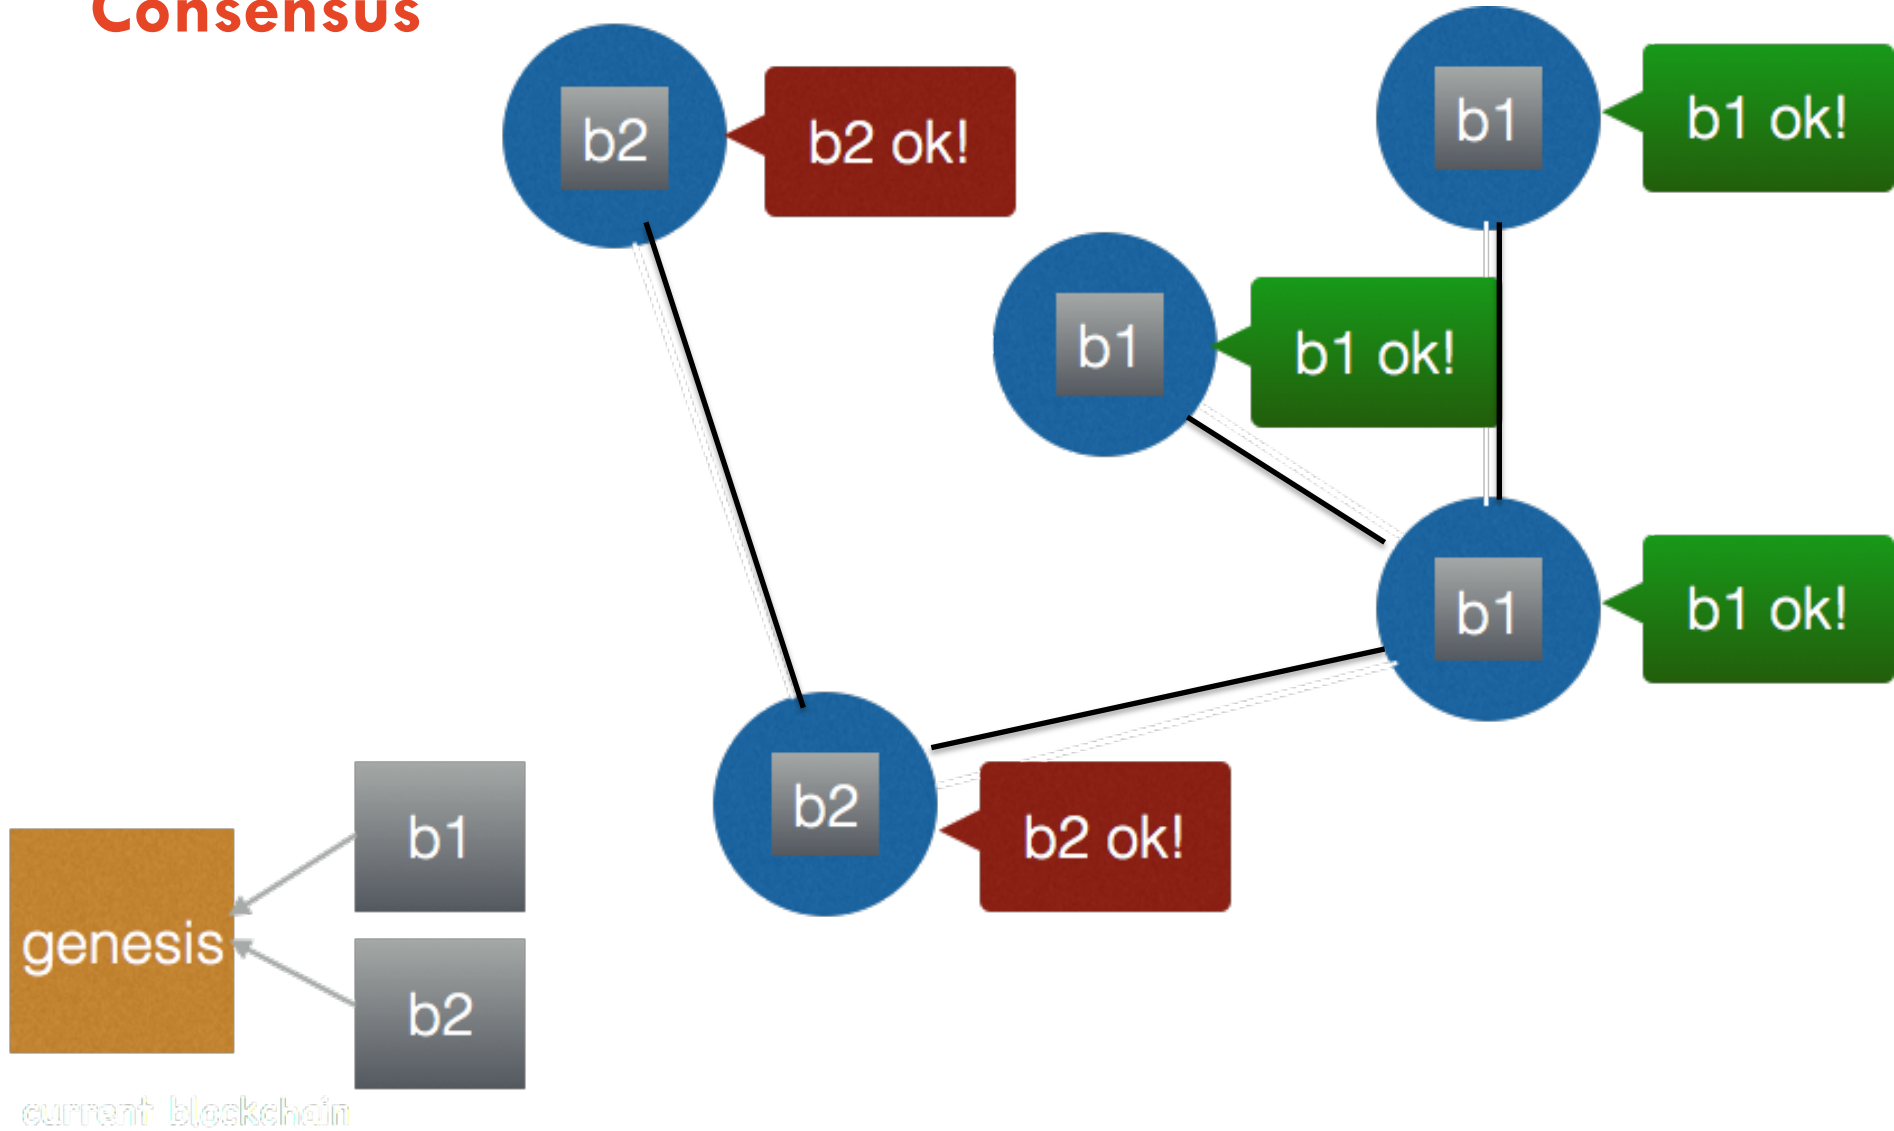 Consensus
b2
b2 ok!
b1
b1 ok!
b1
b1 ok!
b1
b1 ok!
b2
b2 ok!
b1
genesis
b2
current blockchain